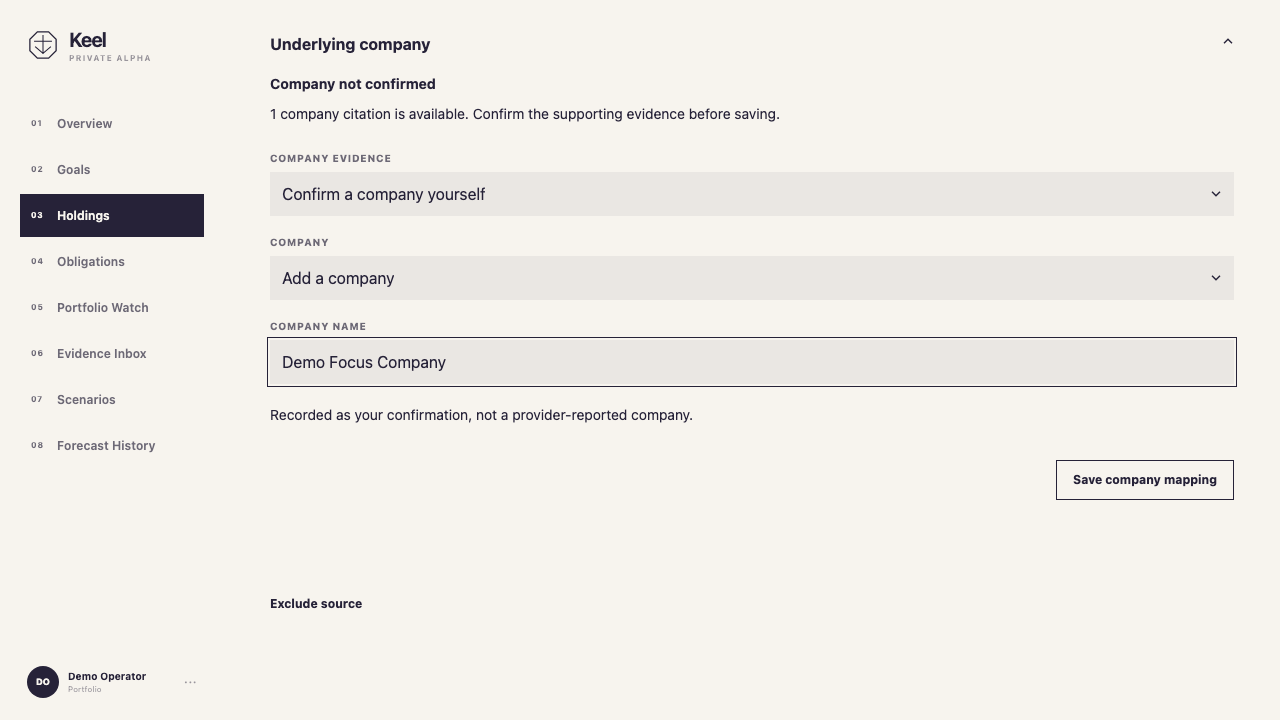 Keel
PRIVATE ALPHA
01 Overview
02 Goals
03 Holdings
04 Obligations
05 Portfolio Watch
06 Evidence Inbox
07 Scenarios
08 Forecast History
DO
Demo Operator
Portfolio
...
Underlying company
Company not confirmed
1 company citation is available. Confirm the supporting evidence before saving.
COMPANY EVIDENCE
Confirm a company yourself
COMPANY
Add a company
COMPANY NAME
Demo Focus Company
Recorded as your confirmation, not a provider-reported company.
Save company mapping
Exclude source